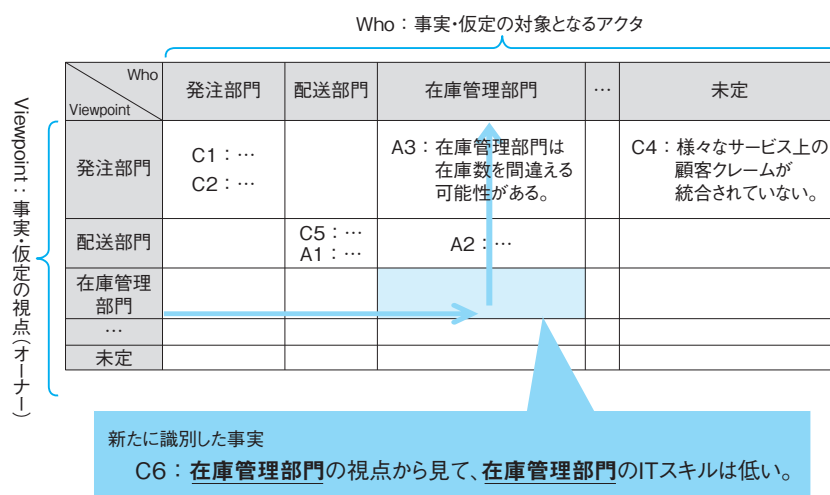 Who：事実・仮定の対象となるアクタ
Viewpoint：事実・仮定の視点（オーナー）
Who
Viewpoint
発注部門
配送部門
在庫管理部門
…
未定
発注部門
C1：…
C2：…
A3：在庫管理部門は
在庫数を間違える
可能性がある。
C4：様々なサービス上の
顧客クレームが
統合されていない。
配送部門
C5：…
A1：…
A2：…
在庫管理
部門
…
未定
新たに識別した事実
C6：在庫管理部門の視点から見て、在庫管理部門のITスキルは低い。